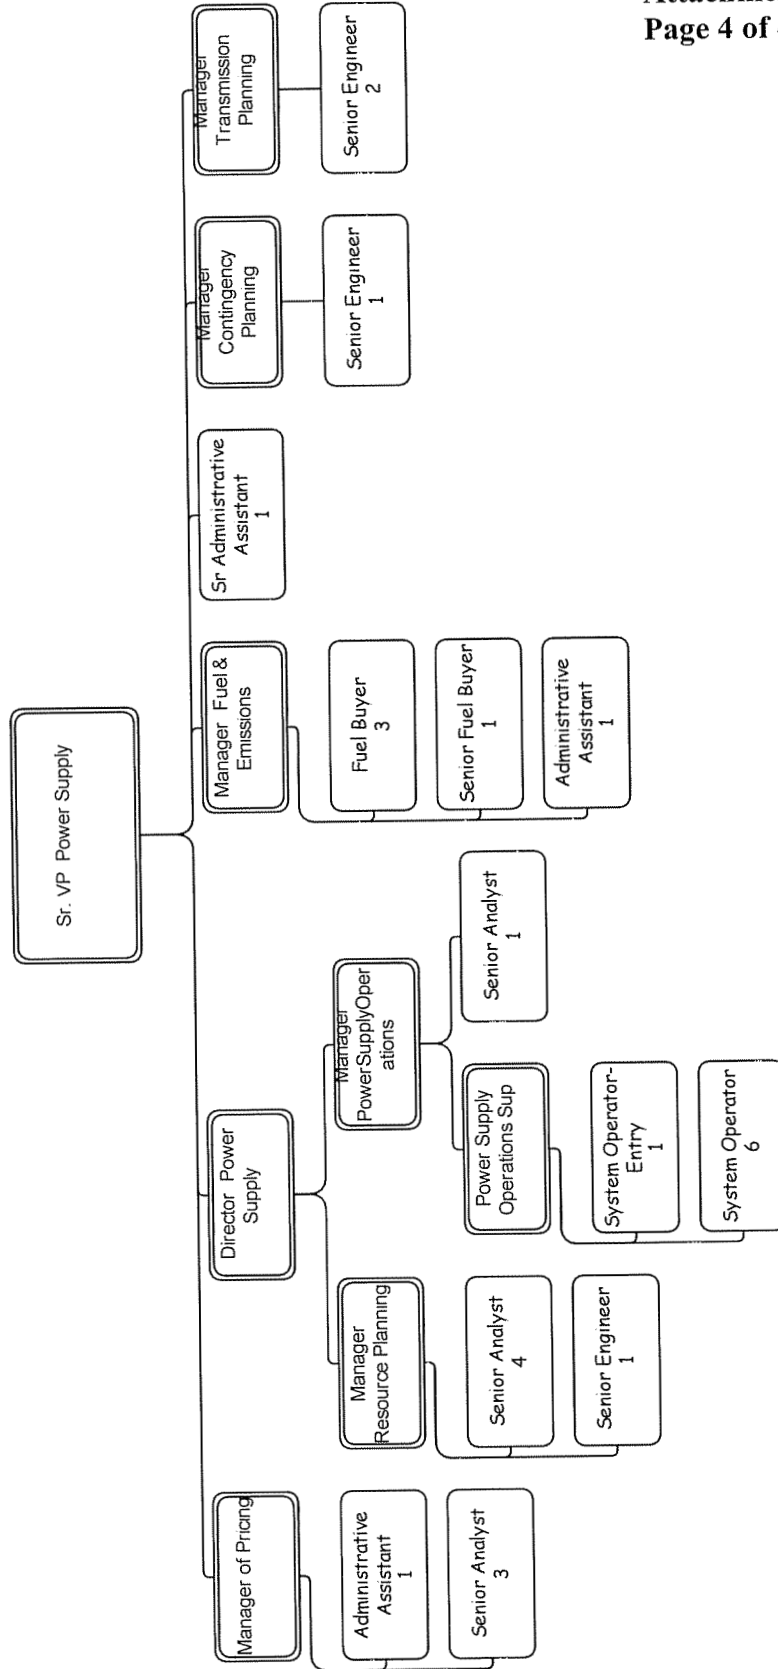 Page 4 of
Sr. VP Power Supply
Manager of Pricing
Administrative
Assistant
1
Senior Analyst
3
Director Power
Supply
Manager
Resource Planning
Senior Analyst
4
Senior Engineer
1
Manager
PowerSupplyOper
ations
Power Supply
Operations Sup
System Operator-
Entry
1
System Operator
6
Senior Analyst
1
Manager Fuel &
Emissions
Fuel Buyer
3
Senior Fuel Buyer
1
Administrative
Assistant
1
Sr Administrative
Assistant
1
Manager
Contingency
Planning
Senior Engineer
1
Manager
Transmission
Planning
Senior Engineer
2